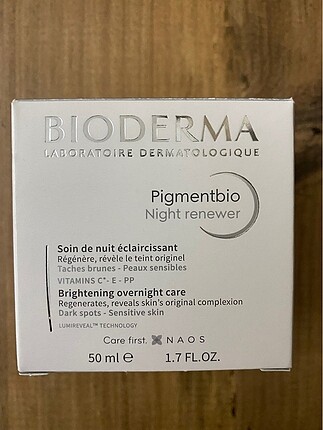 BIODERMA
LABORATOIRE DERMATOLOGIQUE
Pigmentbio
Night renewer
Soin de nuit éclaircissant
Régénère, révèle le teint originel
Taches brunes - Peaux sensibles
VITAMINS C*- E - PP
Brightening overnight care
Regenerates, reveals skin's original complexion
Dark spots - Sensitive skin
LUMIREVEAL™ TECHNOLOGY
Care first. NAOS
50 ml ℮ 1.7 FL.OZ.